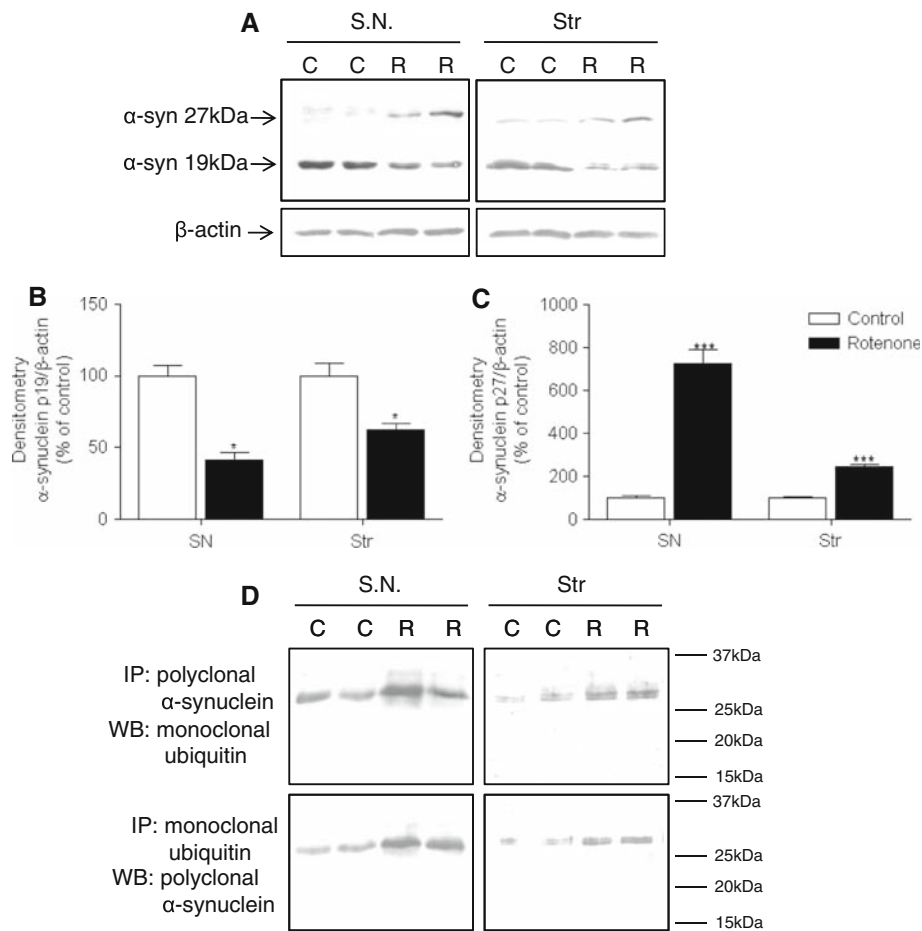 A
S.N.
Str
C C R R
C C R R
α-syn 27kDa
α-syn 19kDa
β-actin
B
Densitometry
α-synuclein p19/β-actin
(% of control)
150
100
50
0
*
*
SN
Str
C
Densitometry
α-synuclein p27/β-actin
(% of control)
1000
800
600
400
200
0
***
***
SN
Str
Control
Rotenone
D
S.N.
Str
C C R R
C C R R
IP: polyclonal
α-synuclein
WB: monoclonal
ubiquitin
37kDa
25kDa
20kDa
15kDa
IP: monoclonal
ubiquitin
WB: polyclonal
α-synuclein
37kDa
25kDa
20kDa
15kDa